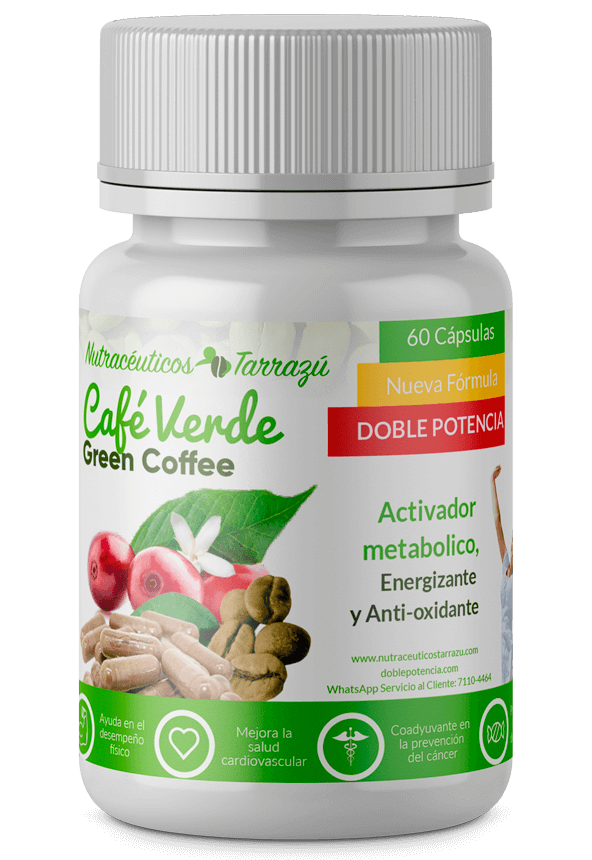 60 Cápsulas
Nutracéuticos Tarrazú
Nueva Fórmula
Café Verde
DOBLE POTENCIA
Green Coffee
Activador
metabolico,
Energizante
y Anti-oxidante
www.nutraceuticostarrazu.com
doblepotencia.com
WhatsApp Servicio al Cliente: 7110-4464
Ayuda en el
desempeño
físico
Mejora la
salud
cardiovascular
Coadyuvante en
la prevención
del cáncer